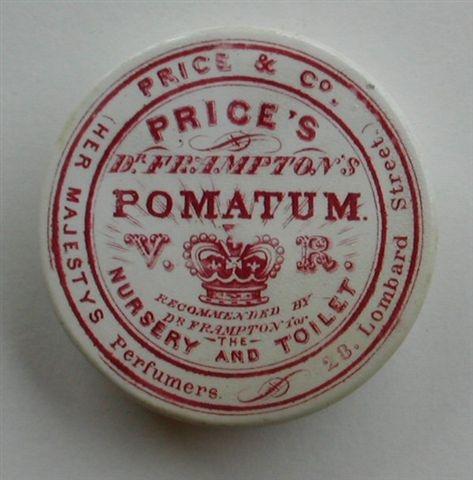 PRICE & Co.
(HER MAJESTYS Perfumers.
28. Lombard Street.)
PRICE'S
Dr. FRAMPTON'S
POMATUM.
V. R.
RECOMMENDED BY
Dr FRAMPTON for
— THE —
NURSERY AND TOILET